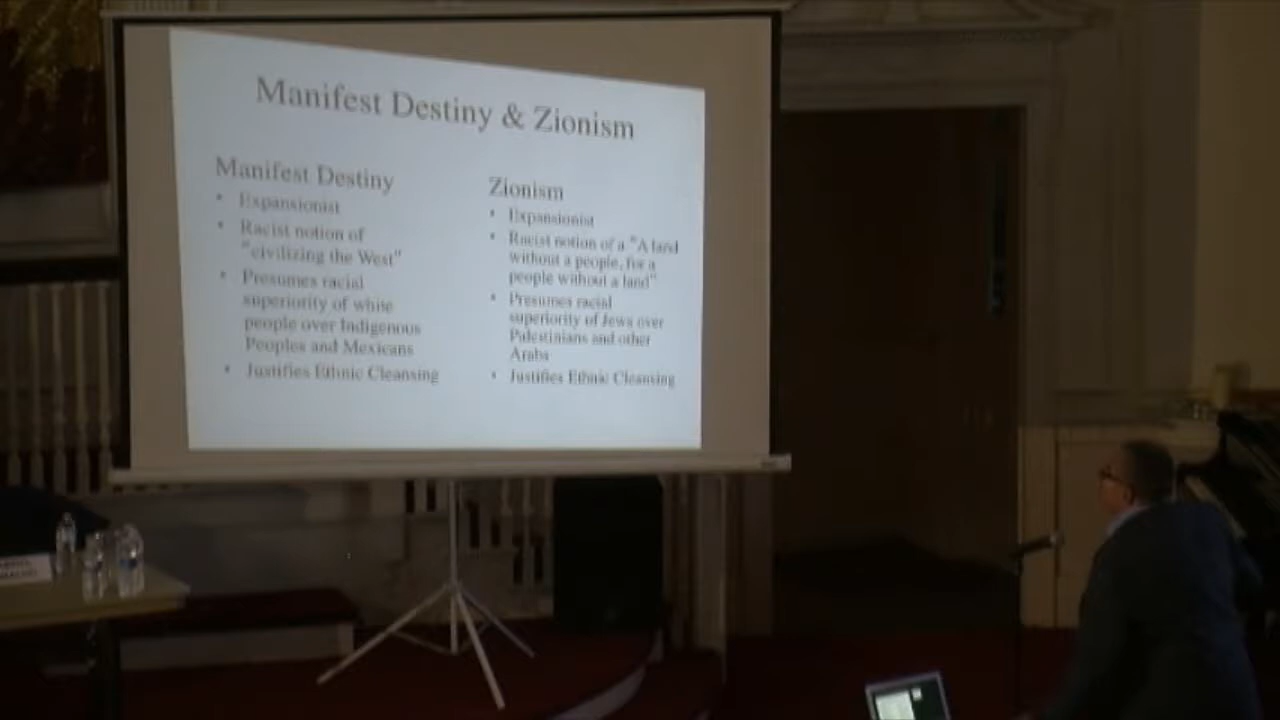 Manifest Destiny & Zionism
Manifest Destiny
• Expansionist
• Racist notion of
"civilizing the West"
• Presumes racial
superiority of white
people over Indigenous
Peoples and Mexicans
• Justifies Ethnic Cleansing
Zionism
• Expansionist
• Racist notion of a "A land
without a people, for a
people without a land"
• Presumes racial
superiority of Jews over
Palestinians and other
Arabs
• Justifies Ethnic Cleansing